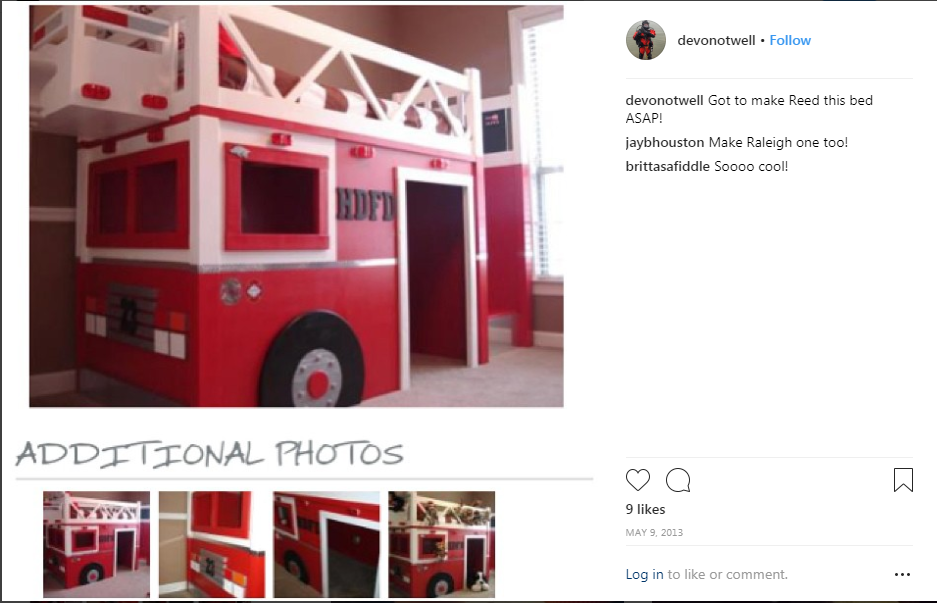 devonotwell • Follow
devonotwell Got to make Reed this bed
ASAP!
jaybhouston Make Raleigh one too!
brittasafiddle Soooo cool!
HDFD
23
ADDITIONAL PHOTOS
9 likes
MAY 9, 2013
Log in to like or comment.